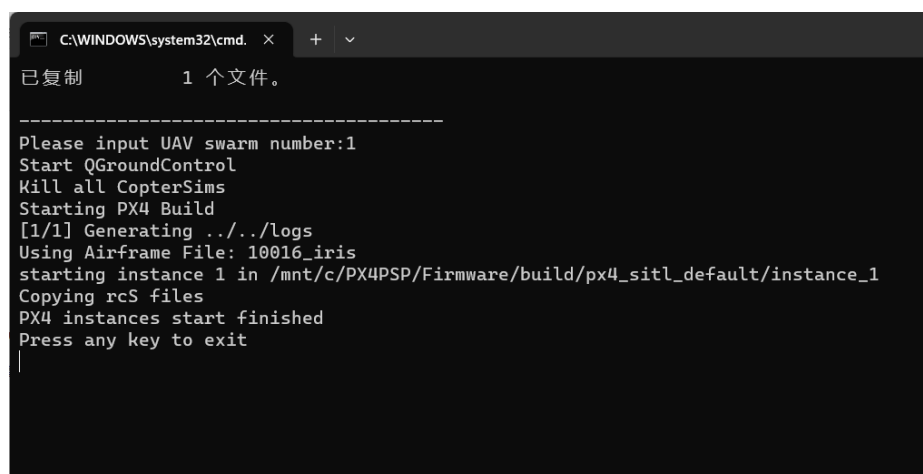 C:\WINDOWS\system32\cmd.
已复制         1 个文件。
---------------------------------------
Please input UAV swarm number:1
Start QGroundControl
Kill all CopterSims
Starting PX4 Build
[1/1] Generating ../../logs
Using Airframe File: 10016_iris
starting instance 1 in /mnt/c/PX4PSP/Firmware/build/px4_sitl_default/instance_1
Copying rcS files
PX4 instances start finished
Press any key to exit